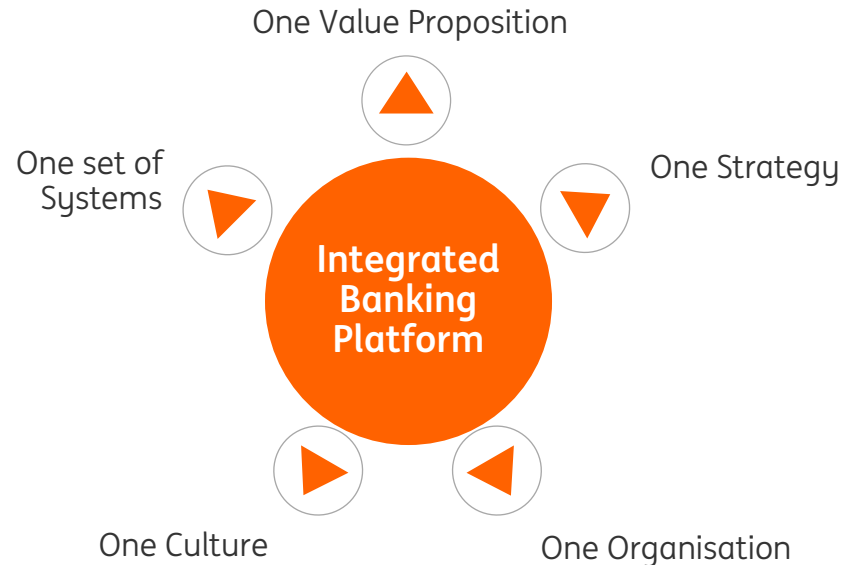 One Value Proposition
One set of
Systems
One Strategy
Integrated
Banking
Platform
One Culture
One Organisation